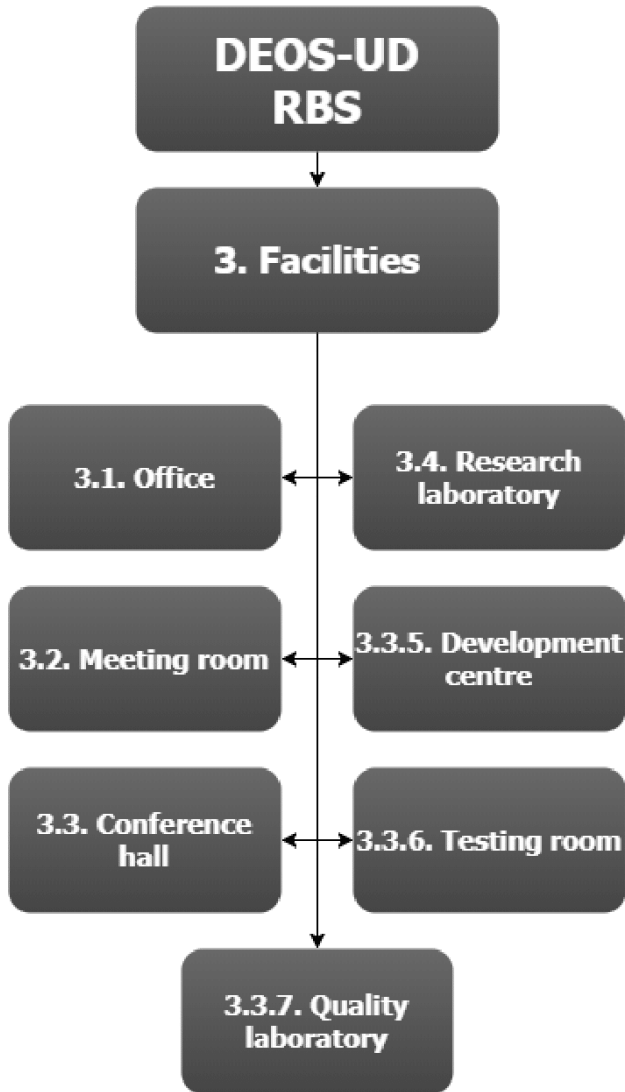 DEOS-UD
RBS
3. Facilities
3.1. Office
3.4. Research
laboratory
3.2. Meeting room
3.3.5. Development
centre
3.3. Conference
hall
3.3.6. Testing room
3.3.7. Quality
laboratory